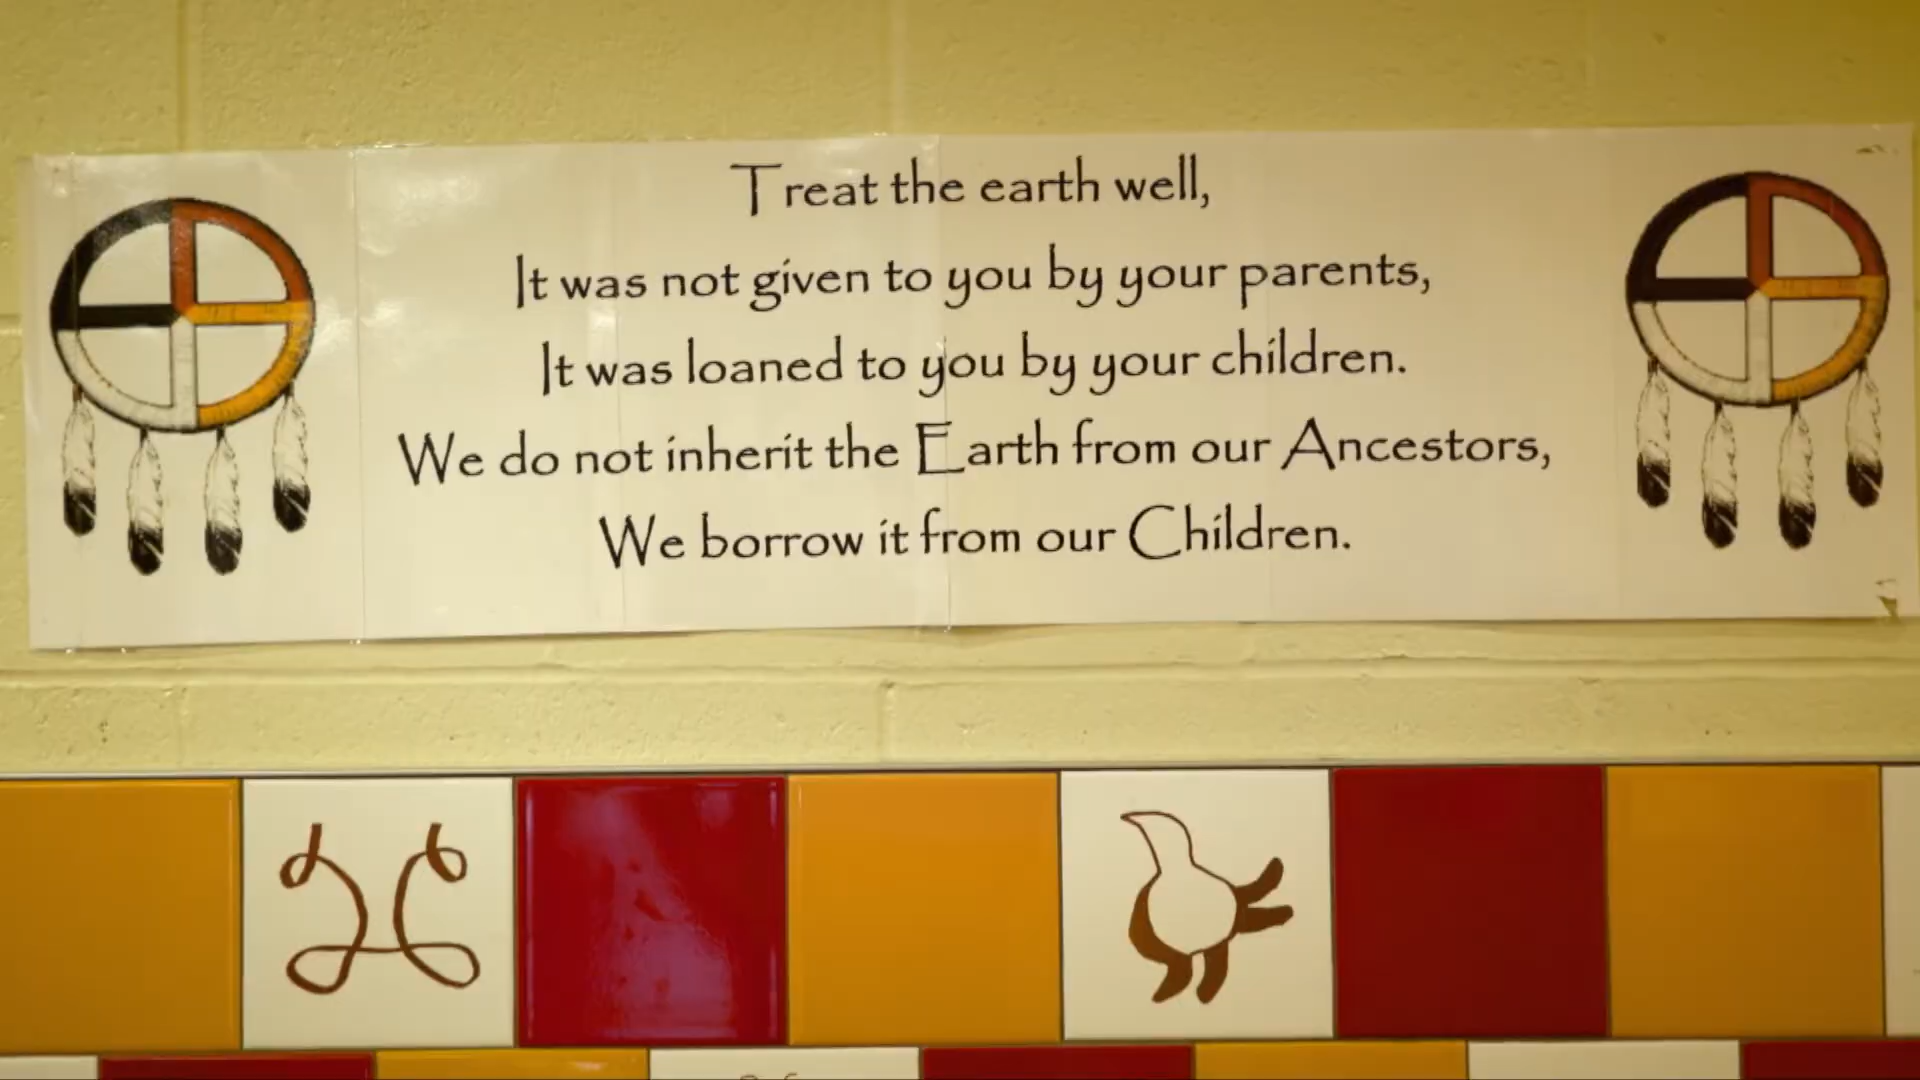 Treat the earth well,
It was not given to you by your parents,
It was loaned to you by your children.
We do not inherit the Earth from our Ancestors,
We borrow it from our Children.